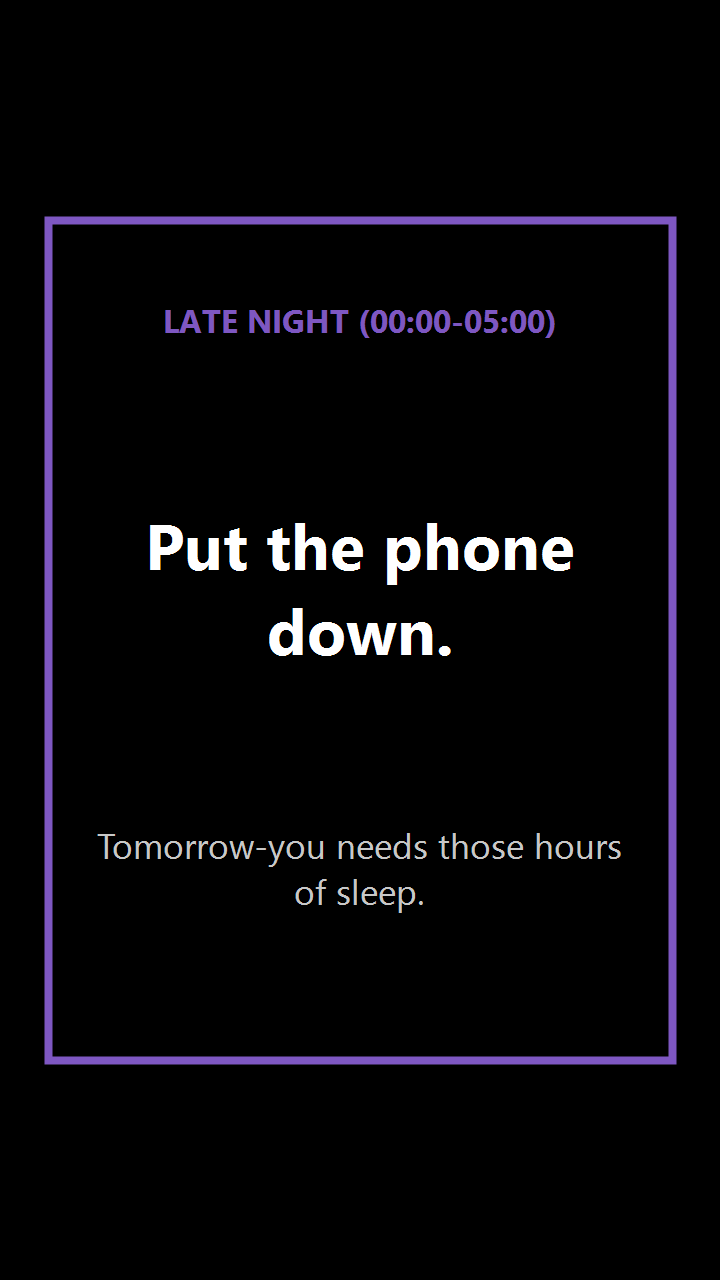 LATE NIGHT (00:00-05:00)
Put the phone
down.
Tomorrow-you needs those hours
of sleep.